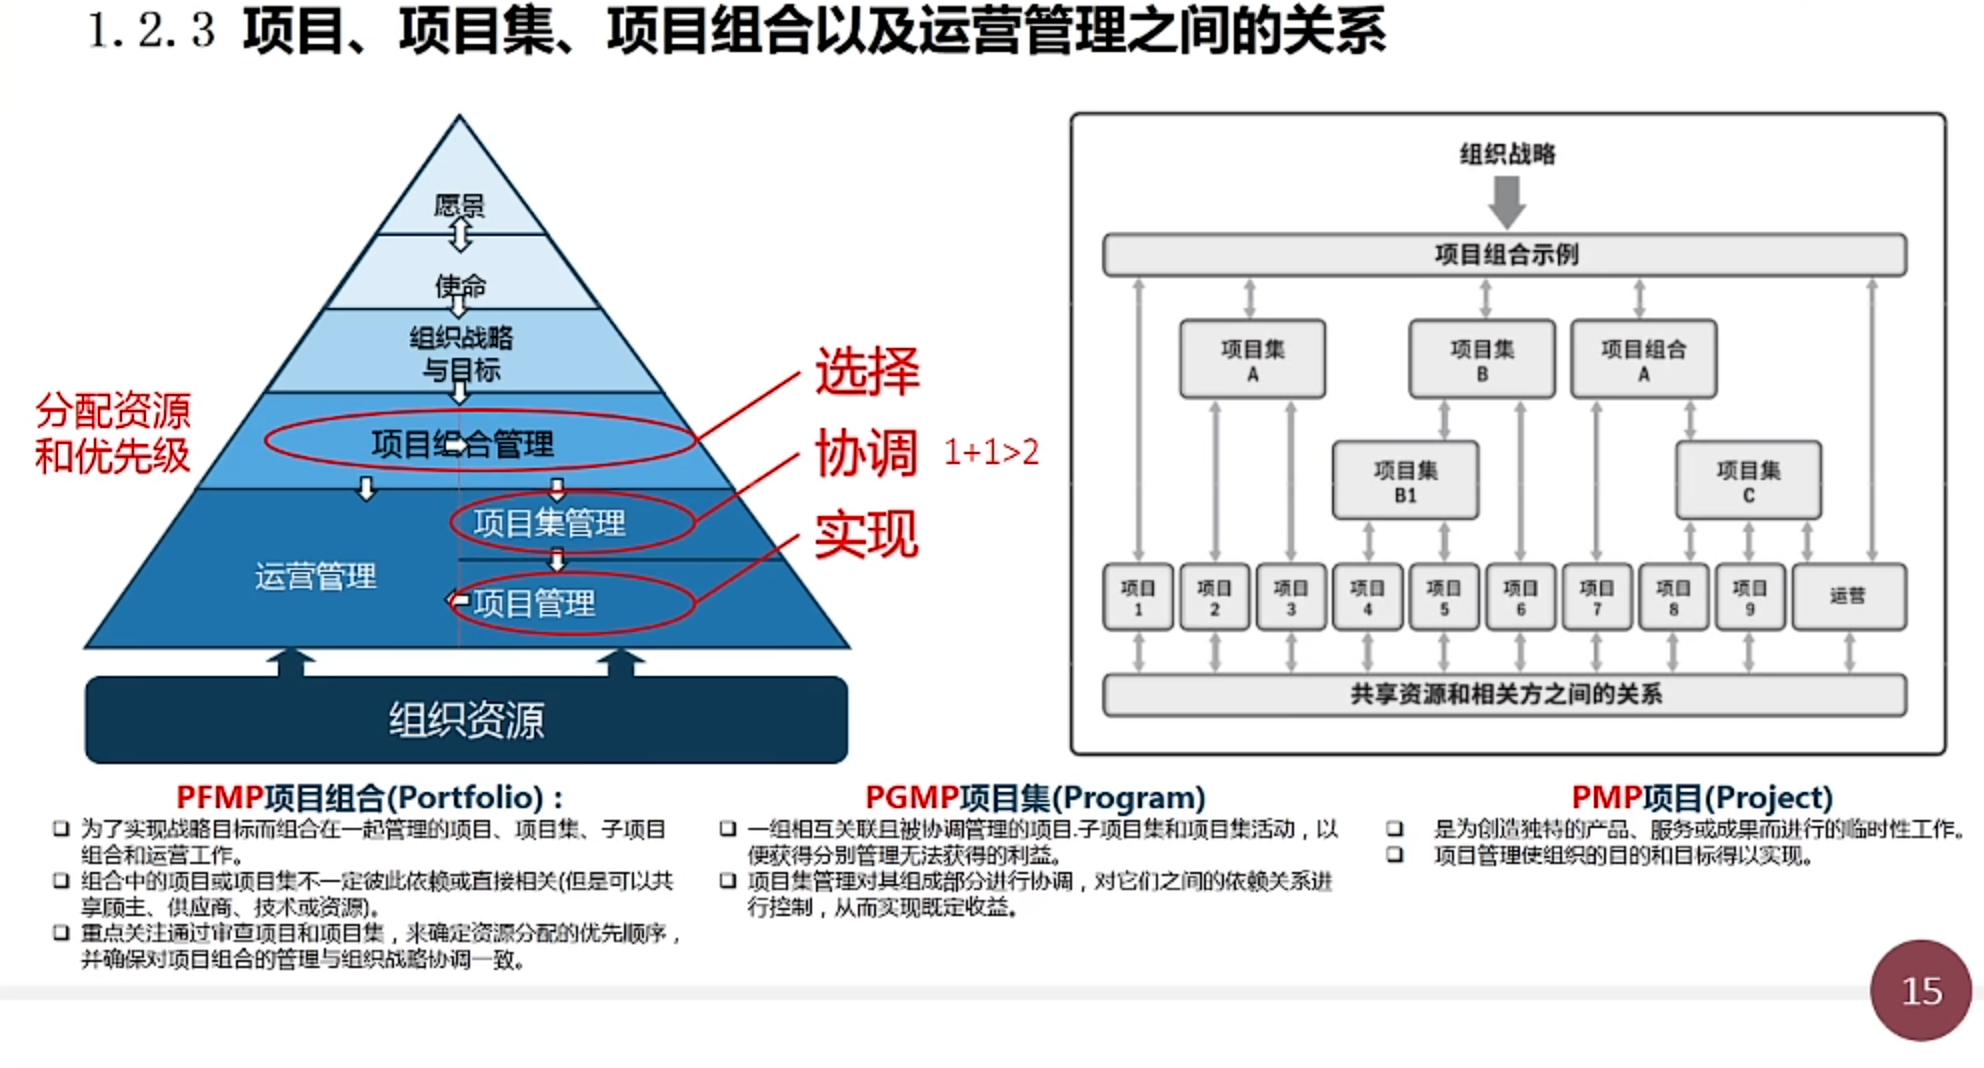 1.2.3 项目、项目集、项目组合以及运营管理之间的关系
愿景
使命
组织战略
与目标
分配资源
和优先级
项目组合管理
选择
协调 1+1>2
实现
项目集管理
运营管理
项目管理
组织资源
组织战略
项目组合示例
项目集
A
项目集
B
项目组合
A
项目集
B1
项目集
C
项目
1
项目
2
项目
3
项目
4
项目
5
项目
6
项目
7
项目
8
项目
9
运营
共享资源和相关方之间的关系
PFMP项目组合(Portfolio)：
为了实现战略目标而组合在一起管理的项目、项目集、子项目
组合和运营工作。
组合中的项目或项目集不一定彼此依赖或直接相关(但是可以共
享顾主、供应商、技术或资源)。
重点关注通过审查项目和项目集，来确定资源分配的优先顺序，
并确保对项目组合的管理与组织战略协调一致。
PGMP项目集(Program)
一组相互关联且被协调管理的项目.子项目集和项目集活动，以
便获得分别管理无法获得的利益。
项目集管理对其组成部分进行协调，对它们之间的依赖关系进
行控制，从而实现既定收益。
PMP项目(Project)
是为创造独特的产品、服务或成果而进行的临时性工作。
项目管理使组织的目的和目标得以实现。
15